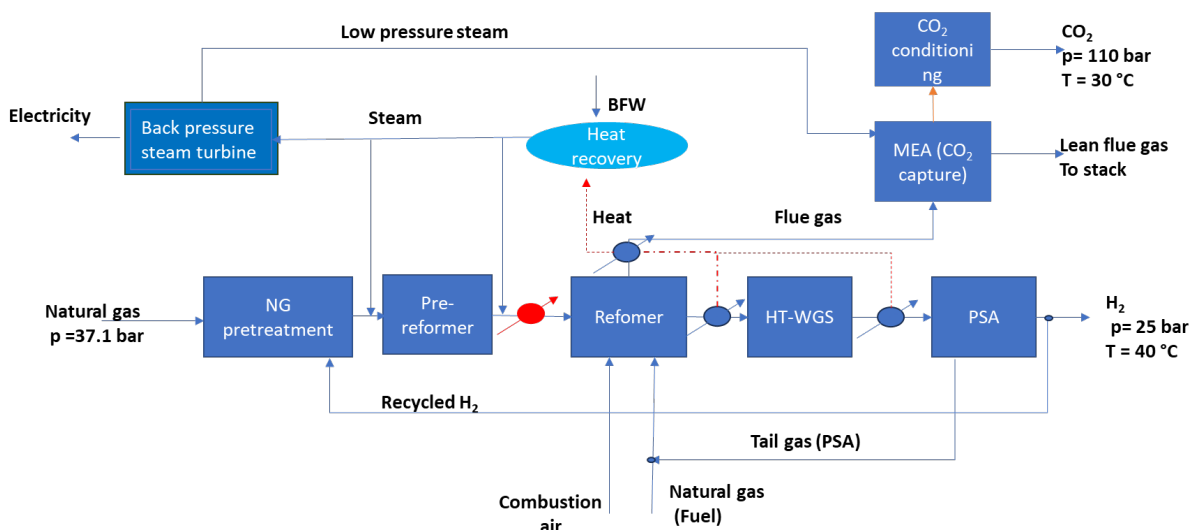 Low pressure steam
CO₂
conditioni
ng
CO₂
p= 110 bar
T = 30 °C
Electricity
Back pressure
steam turbine
Steam
BFW
Heat
recovery
MEA (CO₂
capture)
Lean flue gas
To stack
Heat
Flue gas
Natural gas
p =37.1 bar
NG
pretreatment
Pre-
reformer
Refomer
HT-WGS
PSA
H₂
p= 25 bar
T = 40 °C
Recycled H₂
Tail gas (PSA)
Combustion
air
Natural gas
(Fuel)